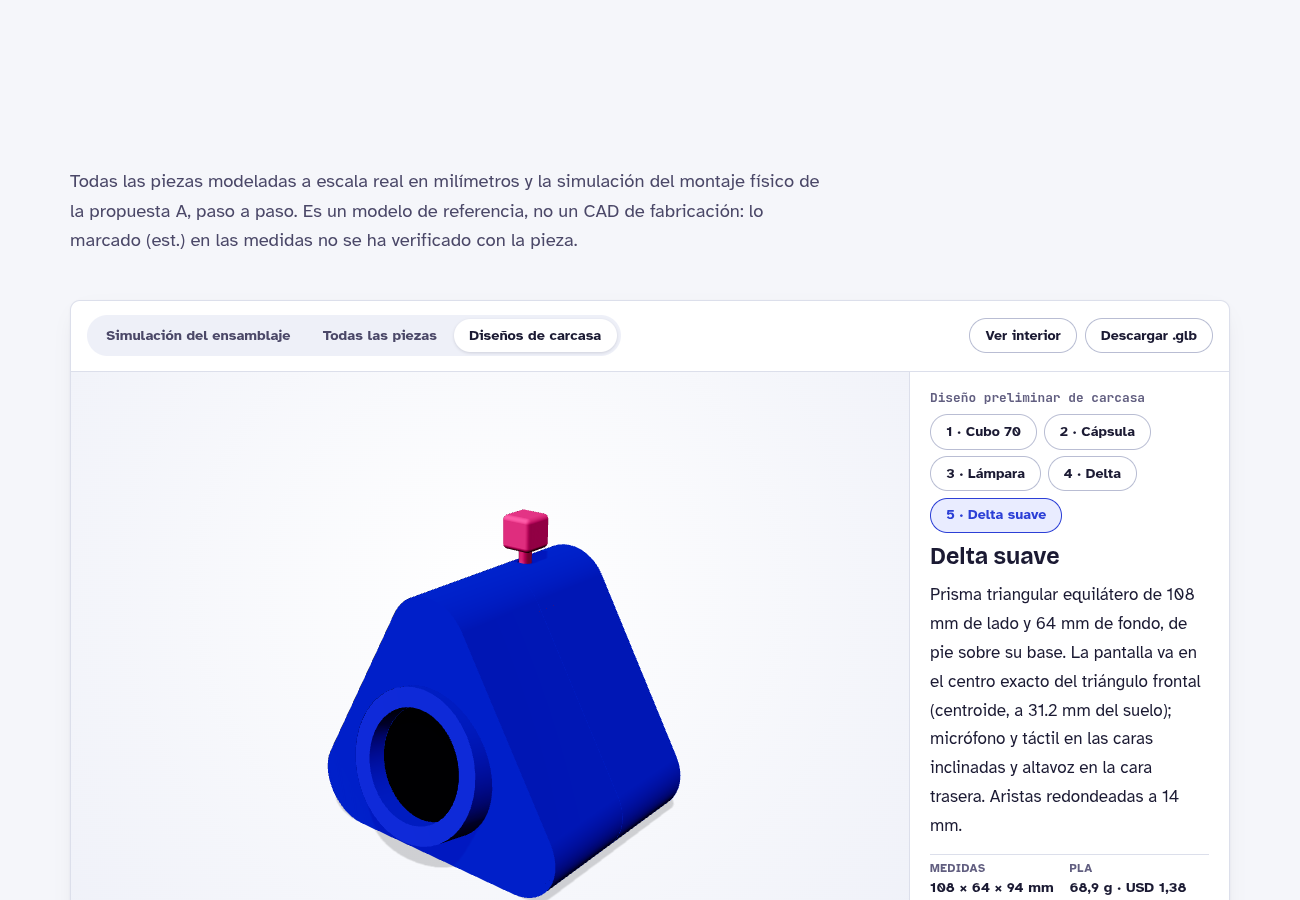 Todas las piezas modeladas a escala real en milímetros y la simulación del montaje físico de
la propuesta A, paso a paso. Es un modelo de referencia, no un CAD de fabricación: lo
marcado (est.) en las medidas no se ha verificado con la pieza.
Simulación del ensamblaje
Todas las piezas
Diseños de carcasa
Ver interior
Descargar .glb
Diseño preliminar de carcasa
1 · Cubo 70
2 · Cápsula
3 · Lámpara
4 · Delta
5 · Delta suave
Delta suave
Prisma triangular equilátero de 108
mm de lado y 64 mm de fondo, de
pie sobre su base. La pantalla va en
el centro exacto del triángulo frontal
(centroide, a 31.2 mm del suelo);
micrófono y táctil en las caras
inclinadas y altavoz en la cara
trasera. Aristas redondeadas a 14
mm.
MEDIDAS
108 × 64 × 94 mm
PLA
68,9 g · USD 1,38